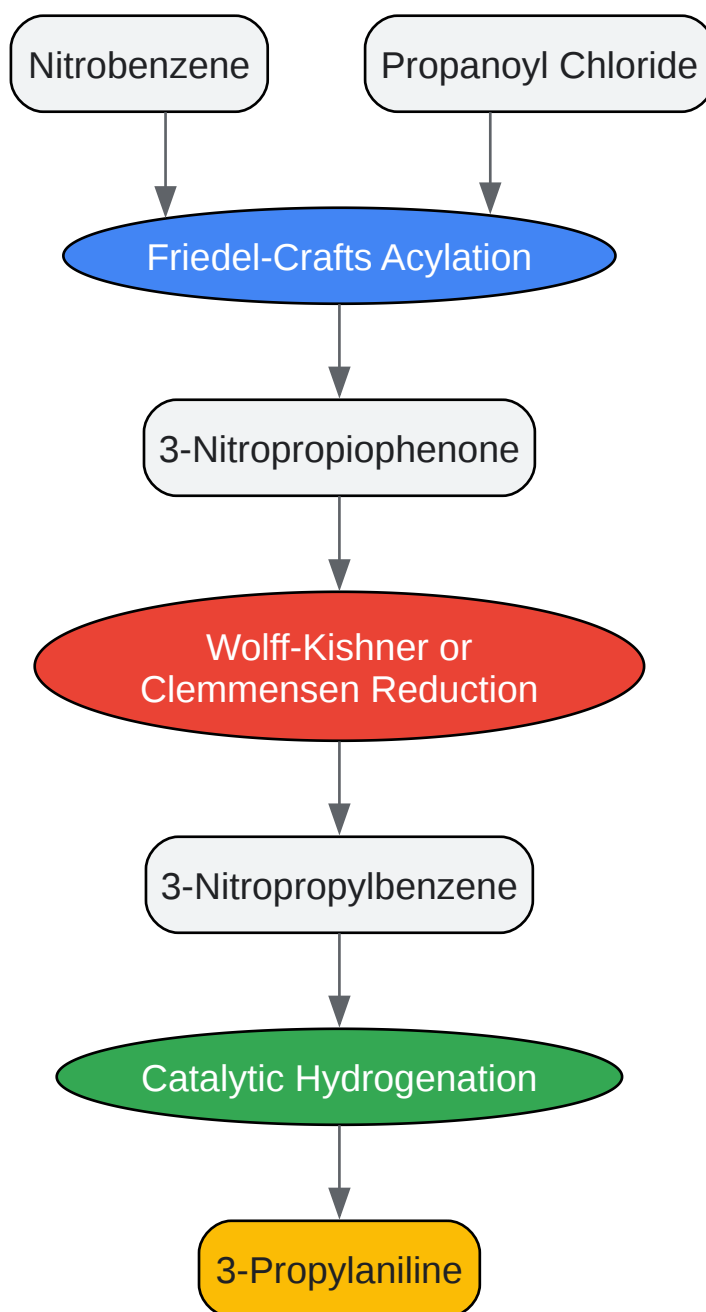 Nitrobenzene
Propanoyl Chloride
Friedel-Crafts Acylation
3-Nitropropiophenone
Wolff-Kishner or
Clemmensen Reduction
3-Nitropropylbenzene
Catalytic Hydrogenation
3-Propylaniline